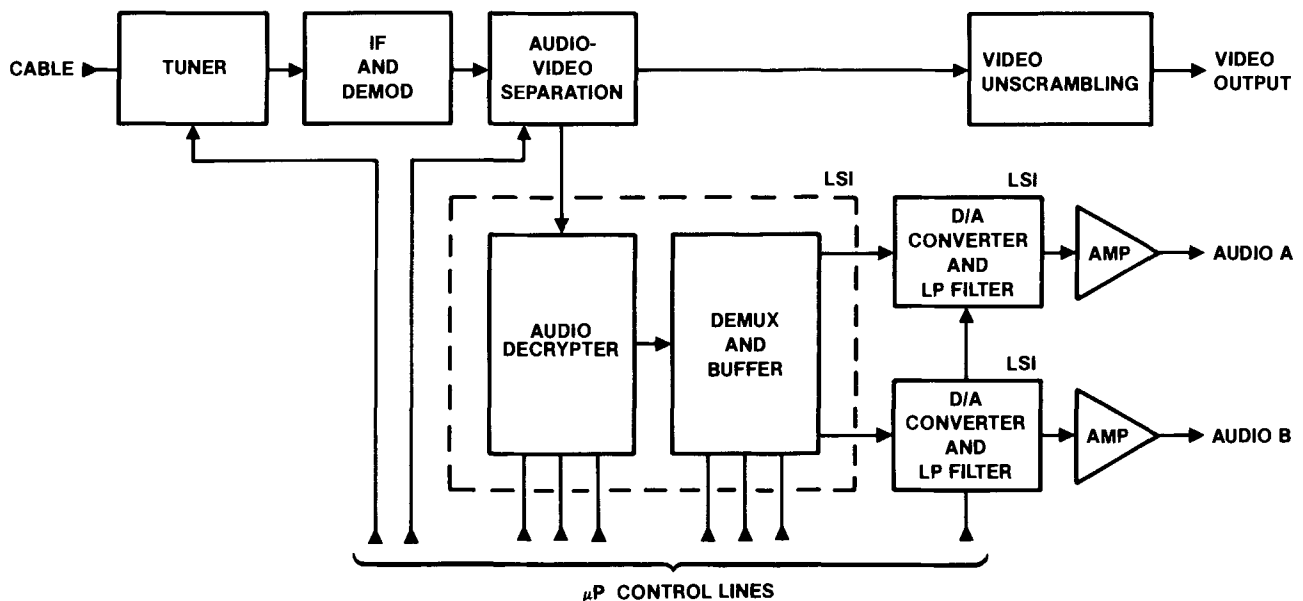 CABLE
TUNER
IF
AND
DEMOD
AUDIO-
VIDEO
SEPARATION
VIDEO
UNSCRAMBLING
VIDEO
OUTPUT
LSI
AUDIO
DECRYPTER
DEMUX
AND
BUFFER
LSI
D/A
CONVERTER
AND
LP FILTER
AMP
AUDIO A
LSI
D/A
CONVERTER
AND
LP FILTER
AMP
AUDIO B
μP CONTROL LINES